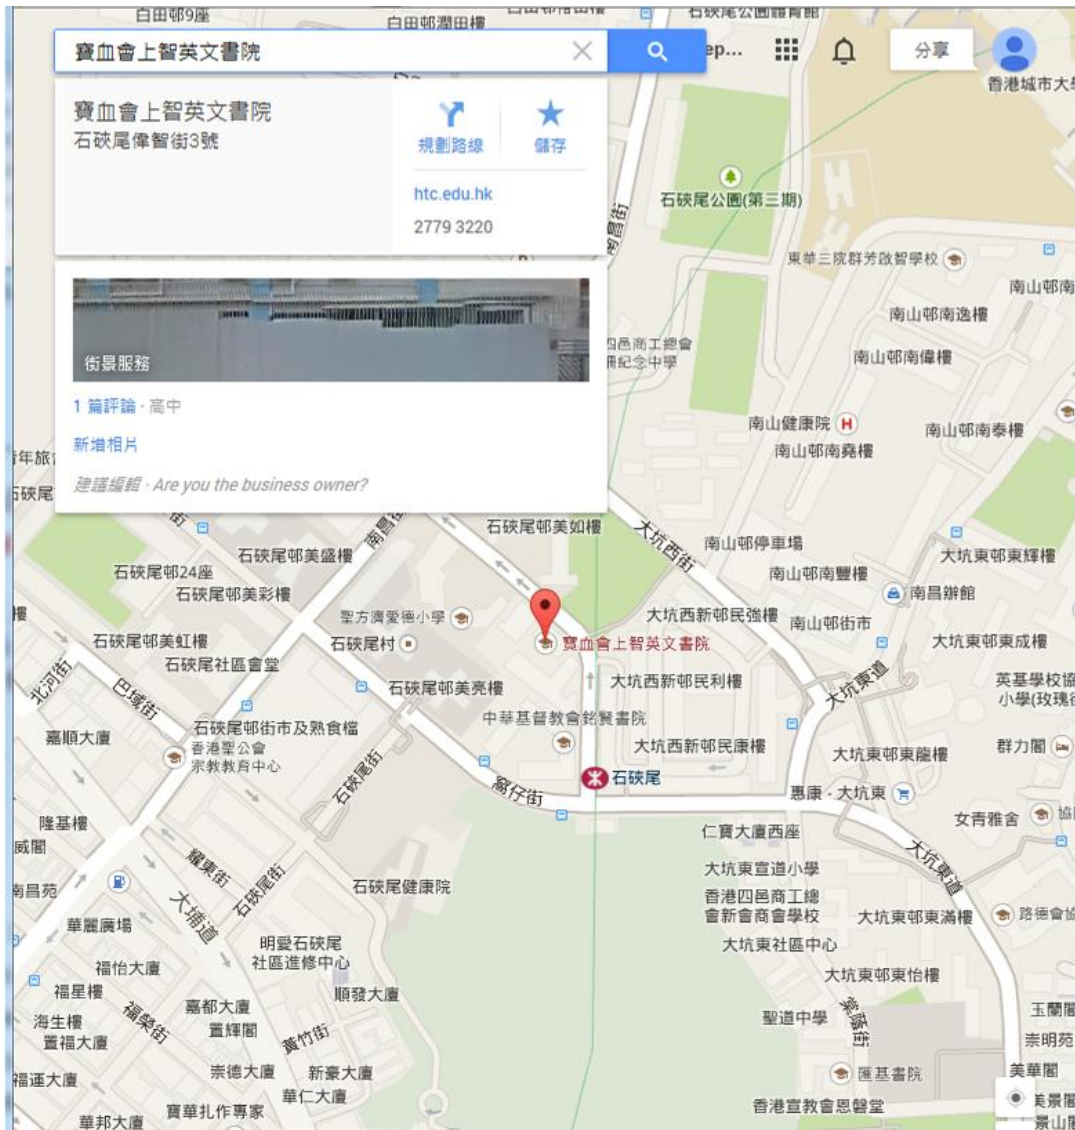 白田邨9座
白田邨潤田樓
石硤尾公園體育館
寶血會上智英文書院
ep...
分享
香港城市大學
寶血會上智英文書院
石硤尾偉智街3號
規劃路線
儲存
htc.edu.hk
2779 3220
石硤尾公園(第三期)
南昌街
東華三院群芳啟智學校
南山邨南
南山邨南逸樓
四邑商工總會
南山邨南偉樓
街景服務
1 篇評論 · 高中
南山健康院
南山邨南泰樓
新增相片
南山邨南堯樓
建議編輯 · Are you the business owner?
石硤尾邨美如樓
大坑西街
南山邨停車場
南昌街
石硤尾邨美盛樓
大坑東邨東輝樓
石硤尾邨24座
南山邨南豐樓
石硤尾邨美彩樓
南昌辦館
聖方濟愛德小學
大坑西新邨民強樓
南山邨街市
石硤尾邨美虹樓
石硤尾村
寶血會上智英文書院
大坑東邨東成樓
石硤尾社區會堂
北河街
巴域街
石硤尾邨美亮樓
大坑西新邨民利樓
大坑東道
英基學校協
小學(玫瑰
中華基督教會銘賢書院
石硤尾邨街市及熟食檔
嘉順大廈
香港聖公會
宗教教育中心
大坑西新邨民康樓
大坑東邨東龍樓
群力閣
石硤尾街
石硤尾
窩仔街
惠康 - 大坑東
隆基樓
女青雅舍
威閣
仁寶大廈西座
耀東街
石硤尾街
大坑東道
大坑東宣道小學
南昌苑
石硤尾健康院
香港四邑商工總
會新會商會學校
大埔道
大坑東邨東滿樓
路德會協
華麗廣場
明愛石硤尾
社區進修中心
大坑東社區中心
福怡大廈
大坑東邨東怡樓
福星樓
順發大廈
嘉都大廈
福榮街
棠蔭街
海生樓
置輝閣
聖道中學
玉蘭閣
置福大廈
黃竹街
崇明苑
福運大廈
崇德大廈
新豪大廈
匯基書院
美華閣
華仁大廈
寶華扎作專家
香港宣教會恩磐堂
美景閣
華邦大廈
景山閣